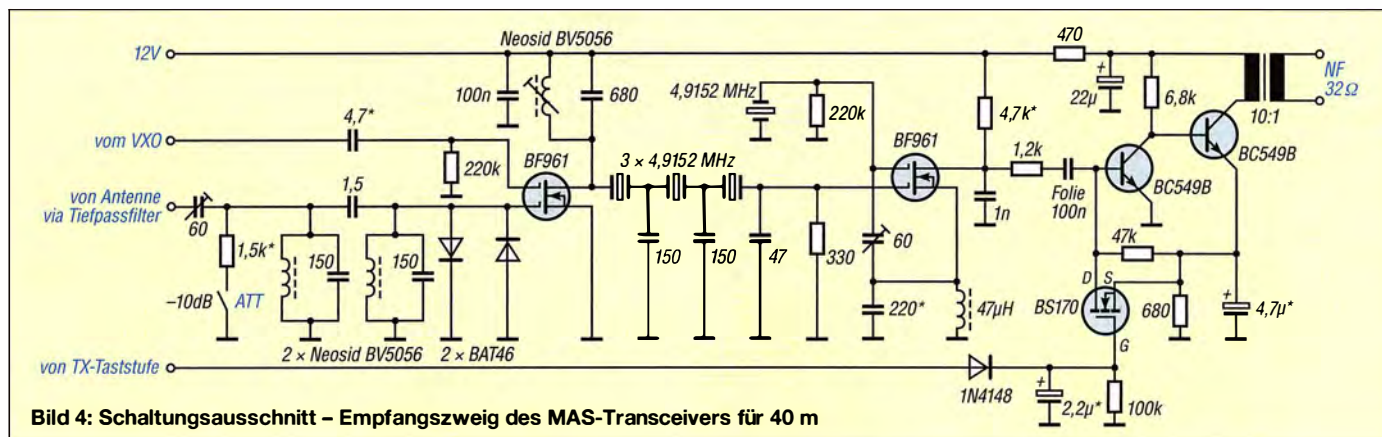 12V
Neosid BV5056
100n
680
4,9152 MHz
220k
4,7k*
470
+
22µ
6,8k
10:1
NF
32Ω
vom VXO
4,7*
220k
BF961
3 × 4,9152 MHz
BF961
1,2k
Folie
100n
BC549B
BC549B
von Antenne
via Tiefpassfilter
60
1,5
1,5k*
–10dB
ATT
150
150
2 × Neosid BV5056
2 × BAT46
150
150
47
330
60
220*
47µH
1n
47k
D
S
G
BS170
680
+
4,7µ*
von TX-Taststufe
1N4148
+
2,2µ*
100k
Bild 4: Schaltungsausschnitt – Empfangszweig des MAS-Transceivers für 40 m